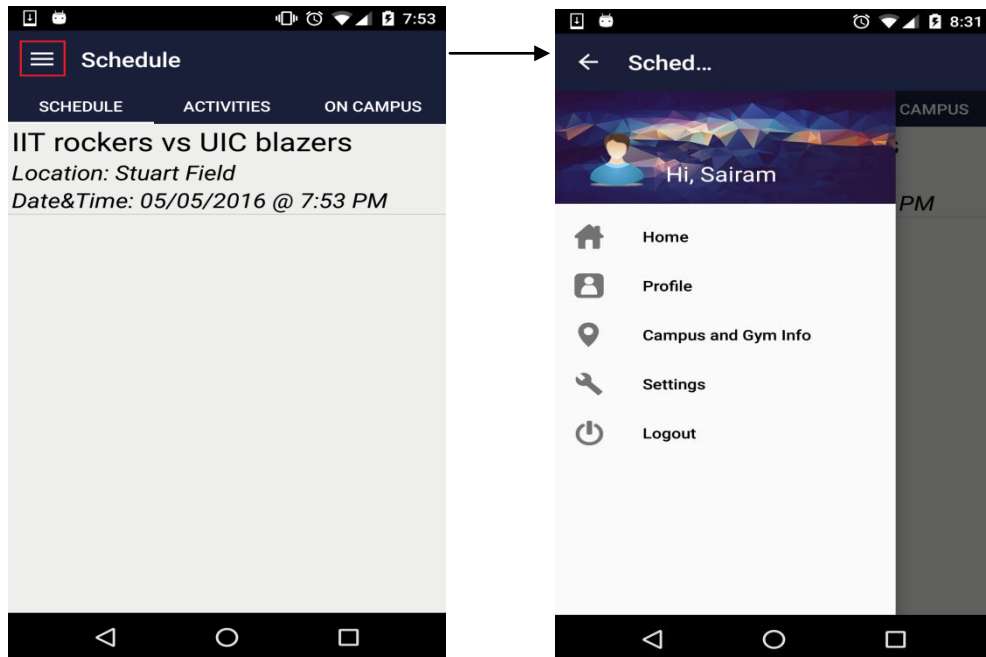 7:53
Schedule
SCHEDULE ACTIVITIES ON CAMPUS
IIT rockers vs UIC blazers
Location: Stuart Field
Date&Time: 05/05/2016 @ 7:53 PM
8:31
Sched...
CAMPUS
Hi, Sairam
PM
Home
Profile
Campus and Gym Info
Settings
Logout